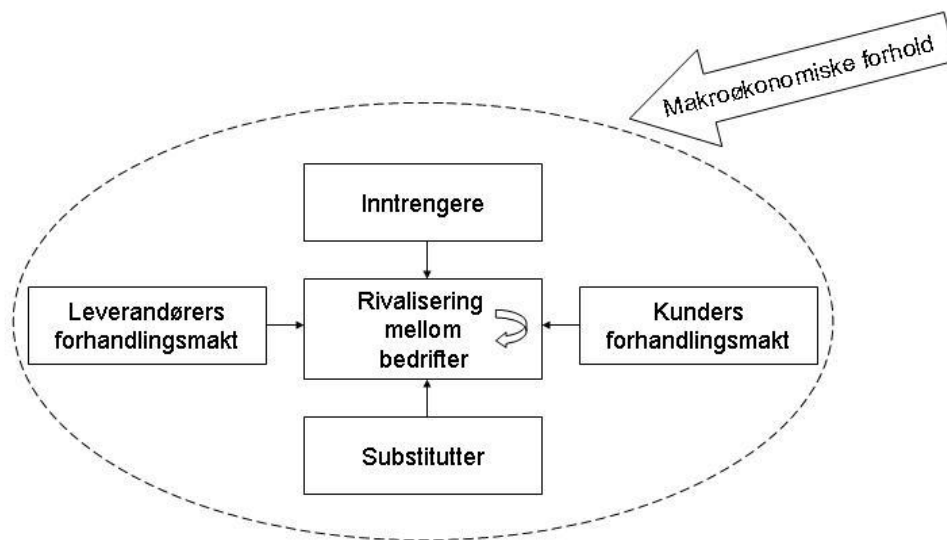 Makroøkonomiske forhold
Inntrengere
Leverandørers
forhandlingsmakt
Rivalisering
mellom
bedrifter
Kunders
forhandlingsmakt
Substitutter